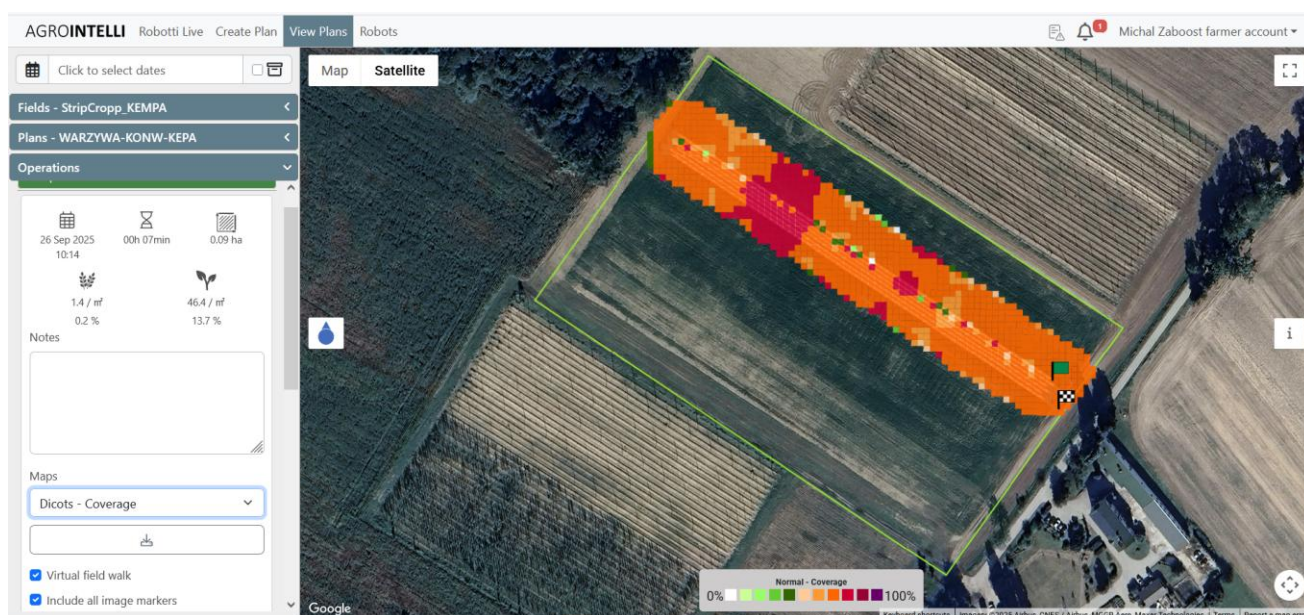 AGROINTELLI Robotti Live Create Plan View Plans Robots 1 Michal Zaboost farmer account
Click to select dates
Map Satellite
Fields - StripCropp_KEMPA
Plans - WARZYWA-KONW-KEPA
Operations
26 Sep 2025 00h 07min 0.09 ha
10:14
1.4 / m² 46.4 / m²
0.2 % 13.7 %
Notes
i
Maps
Dicots - Coverage
Virtual field walk
Include all image markers
Normal - Coverage
0% 100%
Google